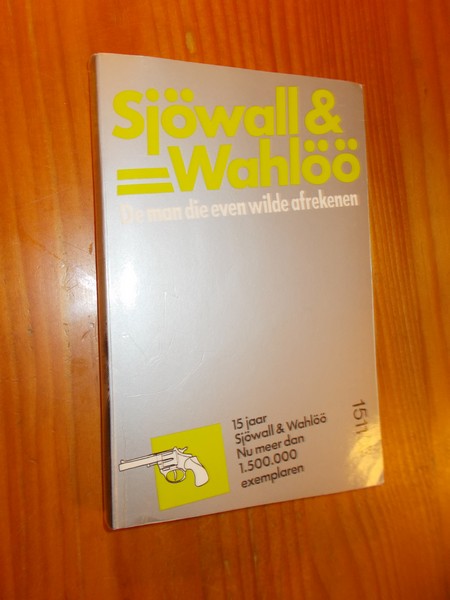 Sjöwall &
Wahlöö
De man die even wilde afrekenen
15 jaar
Sjöwall & Wahlöö
Nu meer dan
1.500.000
exemplaren
1511